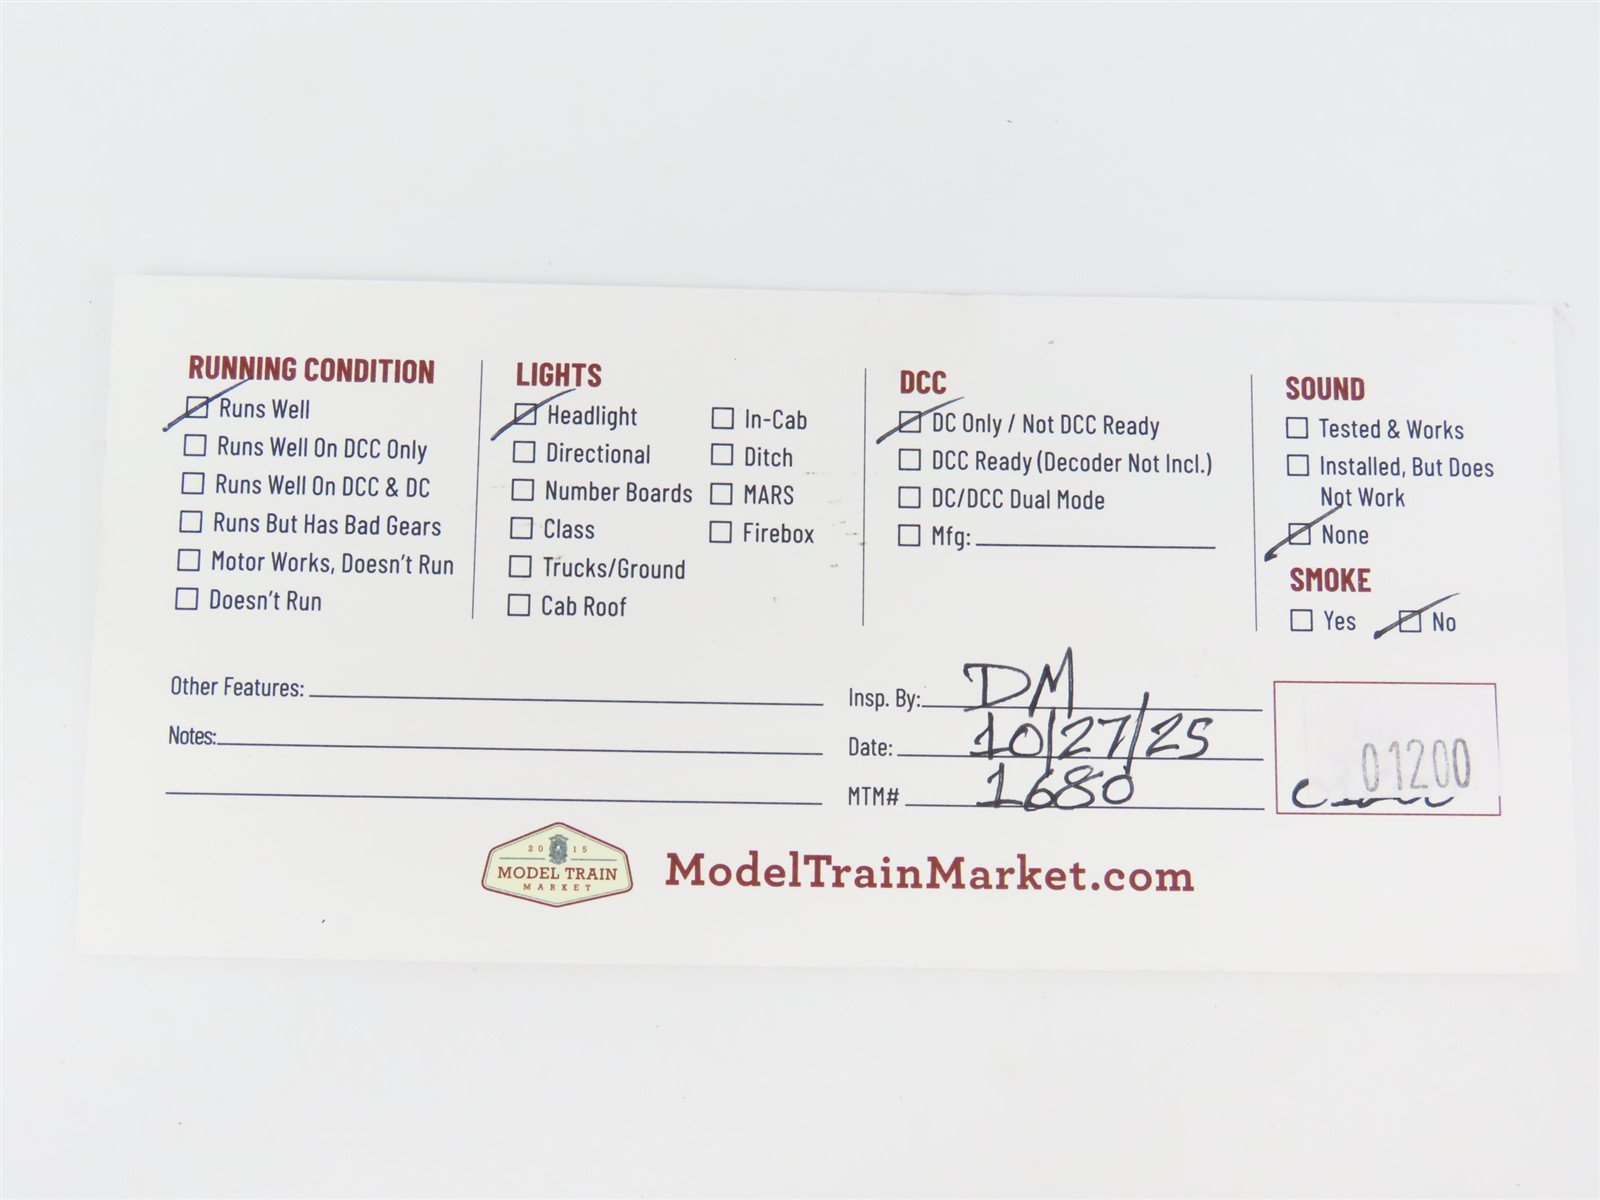 RUNNING CONDITION
Runs Well
Runs Well On DCC Only
Runs Well On DCC & DC
Runs But Has Bad Gears
Motor Works, Doesn't Run
Doesn't Run
LIGHTS
Headlight
Directional
Number Boards
Class
Trucks/Ground
Cab Roof
In-Cab
Ditch
MARS
Firebox
DCC
DC Only / Not DCC Ready
DCC Ready (Decoder Not Incl.)
DC/DCC Dual Mode
Mfg:
SOUND
Tested & Works
Installed, But Does
Not Work
None
SMOKE
Yes No
Other Features:
Notes:
Insp. By: DM
Date: 10/27/25
MTM# 1680
01200
2015
MODEL TRAIN
MARKET
ModelTrainMarket.com